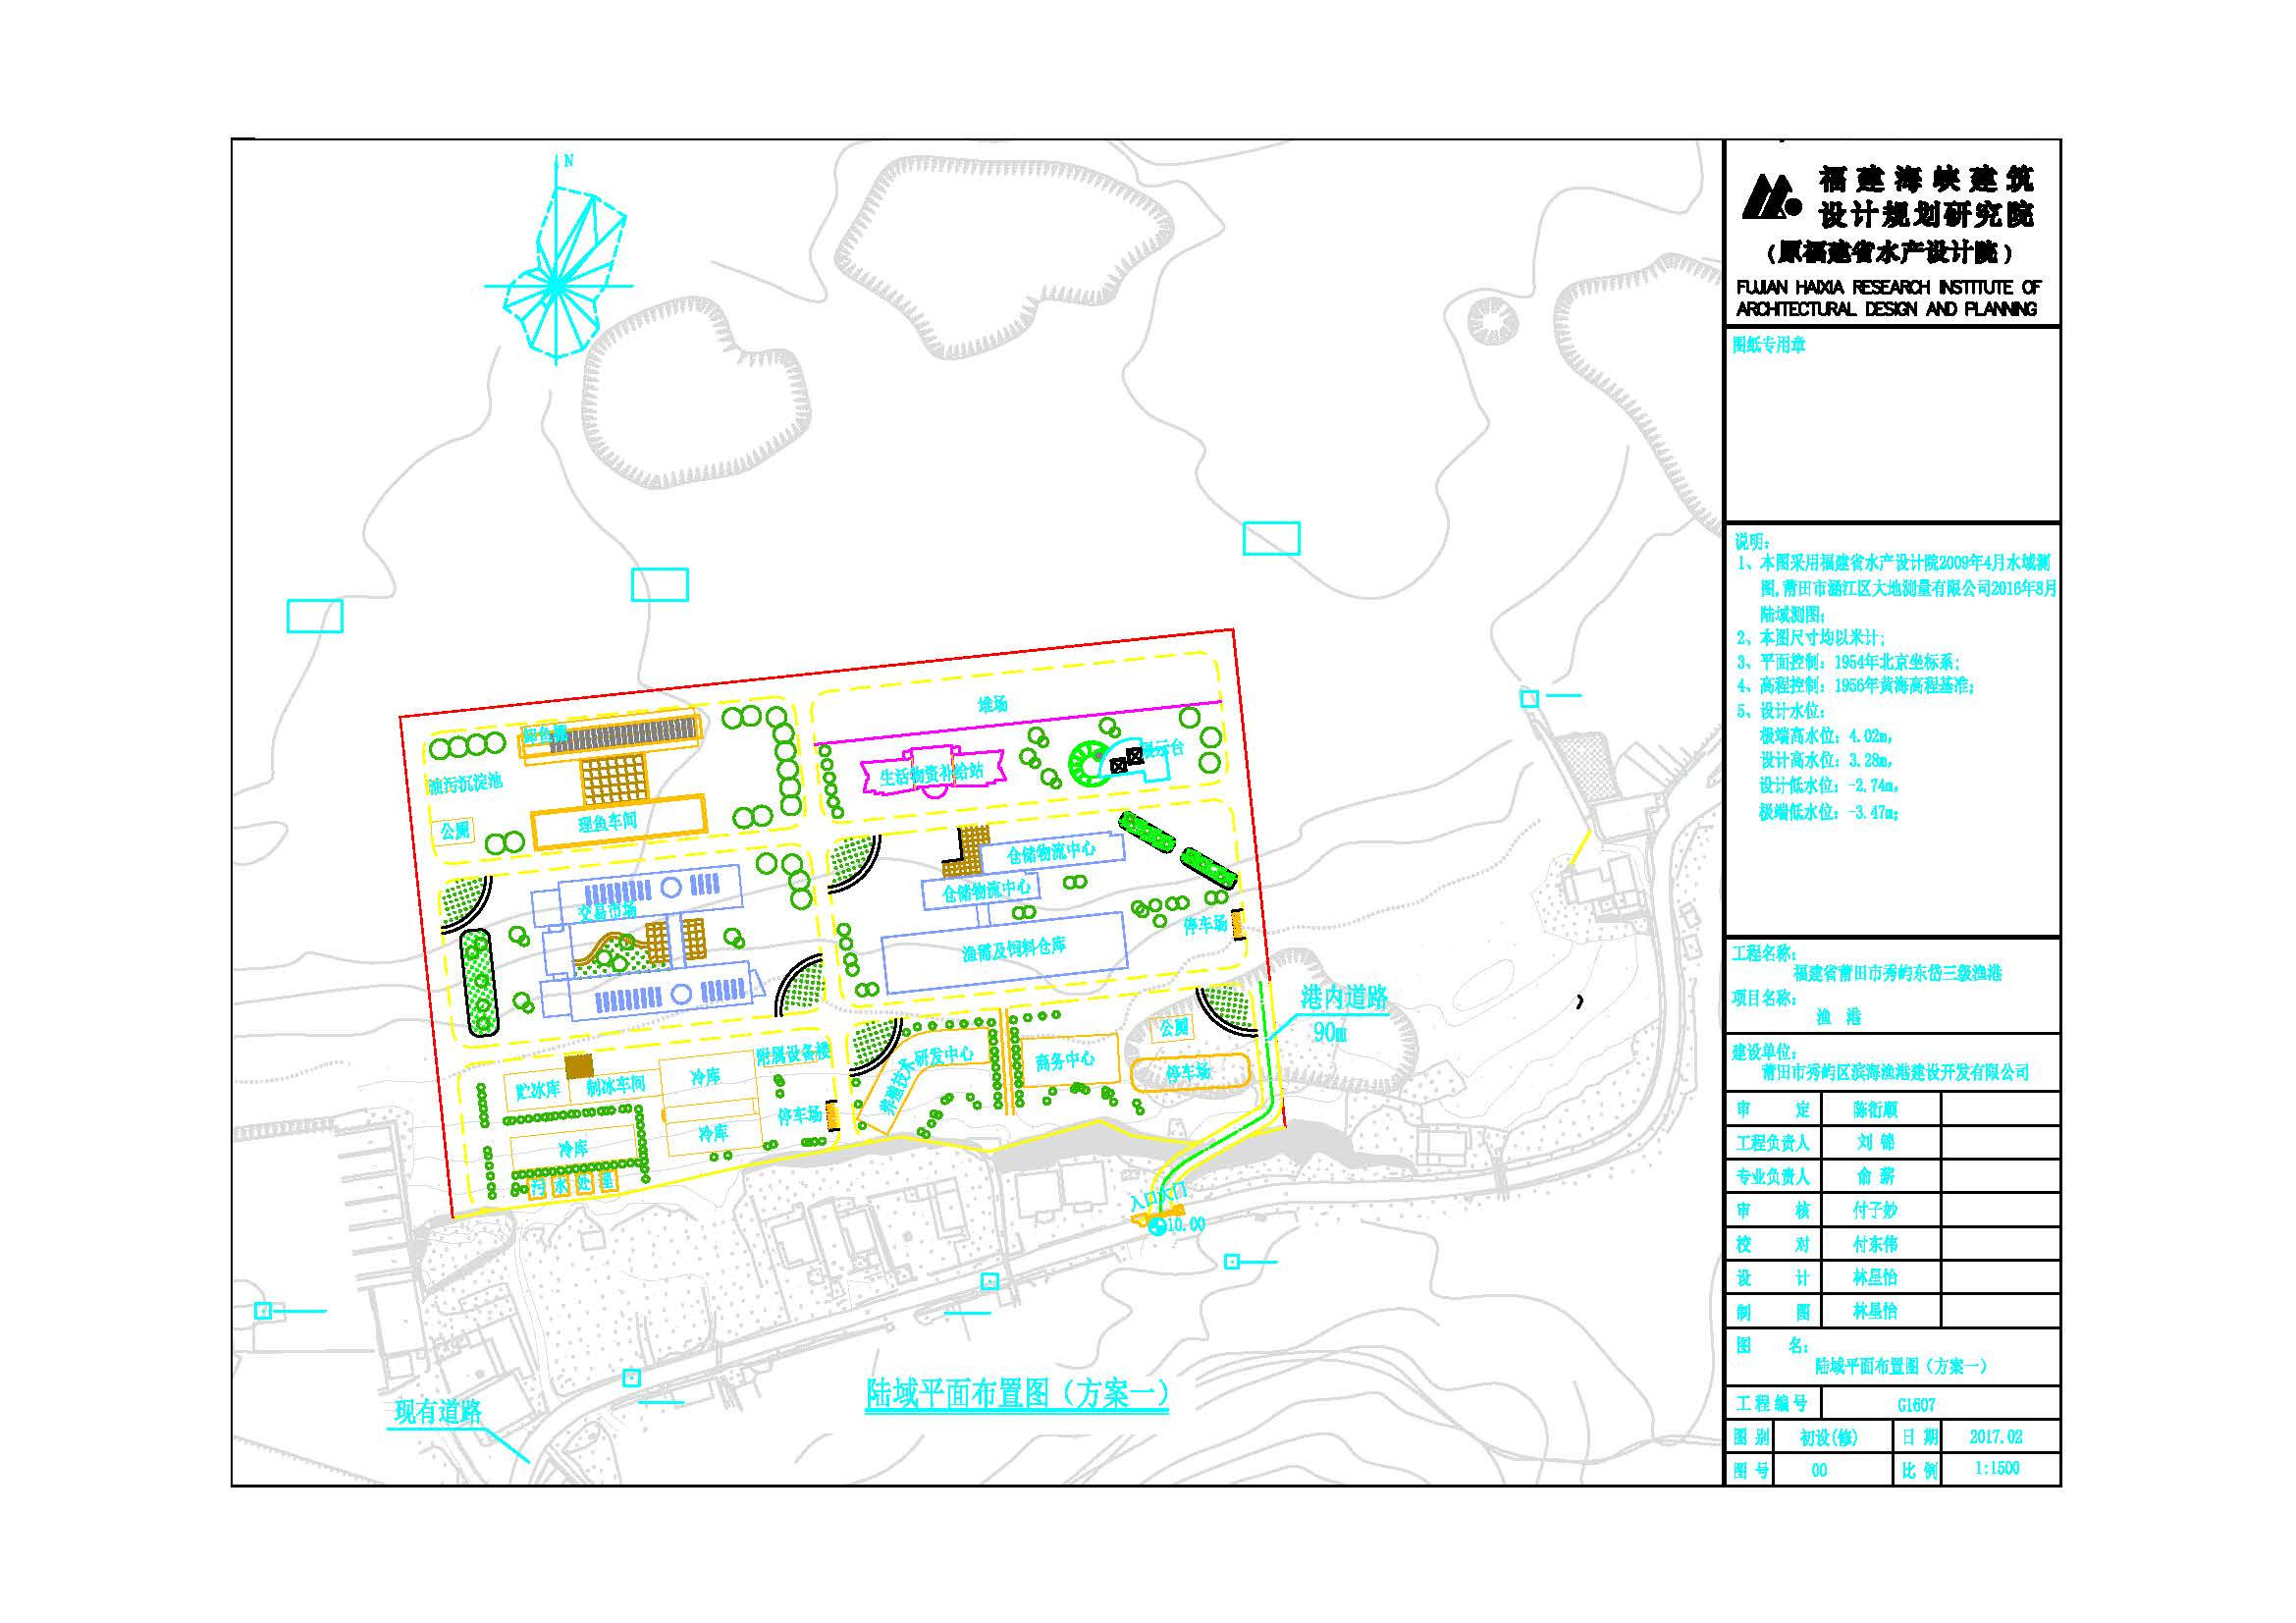 N
卸鱼棚
堆场
油污沉淀池
生活物资补给站
展示台
公厕
理鱼车间
仓储物流中心
仓储物流中心
交易市场
停车场
渔需及饲料仓库
港内道路
90m
公厕
附属设备楼
养殖技术研发中心
商务中心
停车场
贮冰库
制冰车间
冷库
停车场
冷库
冷库
污水处理
入口大门
10.00
现有道路
陆域平面布置图（方案一）
福建海峡建筑
设计规划研究院
(原福建省水产设计院)
FUJIAN HAIXIA RESEARCH INSTITUTE OF
ARCHITECTURAL DESIGN AND PLANNING
图纸专用章
说明：
1、本图采用福建省水产设计院2009年4月水域测
图,莆田市涵江区大地测量有限公司2016年8月
陆域测图；
2、本图尺寸均以米计；
3、平面控制：1954年北京坐标系；
4、高程控制：1956年黄海高程基准；
5、设计水位：
极端高水位：4.02m，
设计高水位：3.28m，
设计低水位：-2.74m，
极端低水位：-3.47m；
工程名称：
福建省莆田市秀屿东岱三级渔港
项目名称：
渔 港
建设单位：
莆田市秀屿区滨海渔港建设开发有限公司
审 定 陈衍顺
工程负责人 刘 锦
专业负责人 俞 薪
审 核 付子妙
校 对 付东伟
设 计 林星怡
制 图 林星怡
图 名：
陆域平面布置图（方案一）
工程编号 G1607
图 别 初设(修) 日 期 2017.02
图 号 00 比 例 1:1500